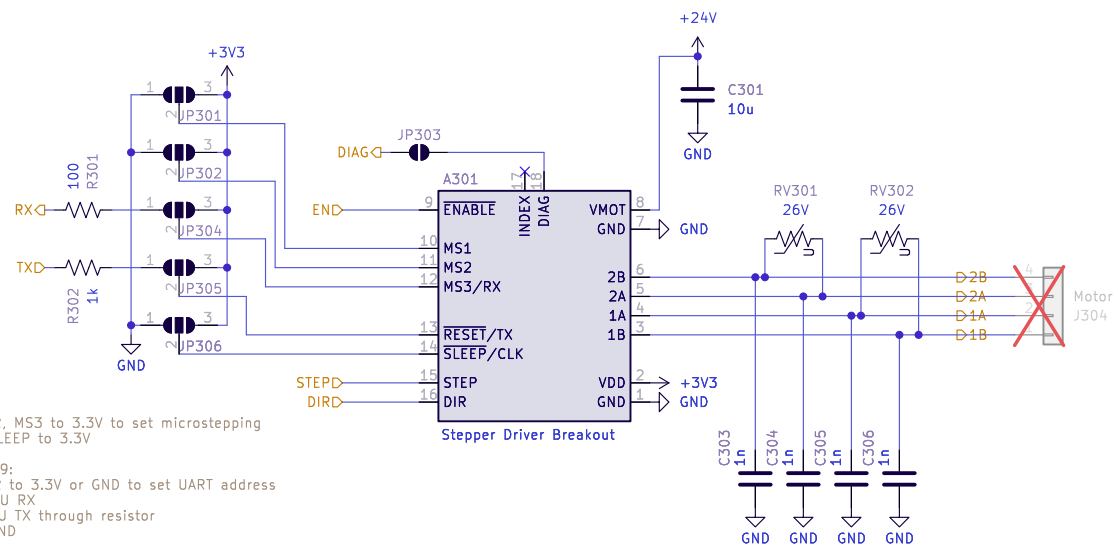 +24V
+3V3
C301
10u
GND
1 3
2 JP301
1 3
2 JP302
1 3
2 JP304
1 3
2 JP305
1 3
2 JP306
GND
100
R301
RX
TX
R302
1k
JP303
DIAG
A301
17 18
INDEX DIAG
EN 9 ENABLE
10 MS1
11 MS2
12 MS3/RX
13 RESET/TX
14 SLEEP/CLK
STEP 15 STEP
DIR 16 DIR
VMOT 8
GND 7 GND
2B 6
2A 5
1A 4
1B 3
VDD 2 +3V3
GND 1 GND
Stepper Driver Breakout
RV301
26V
RV302
26V
2B 4
2A
1A
1B
Motor
J304
C303 1n
C304 1n
C305 1n
C306 1n
GND GND GND GND
, MS3 to 3.3V to set microstepping
LEEP to 3.3V
9:
to 3.3V or GND to set UART address
U RX
U TX through resistor
ND